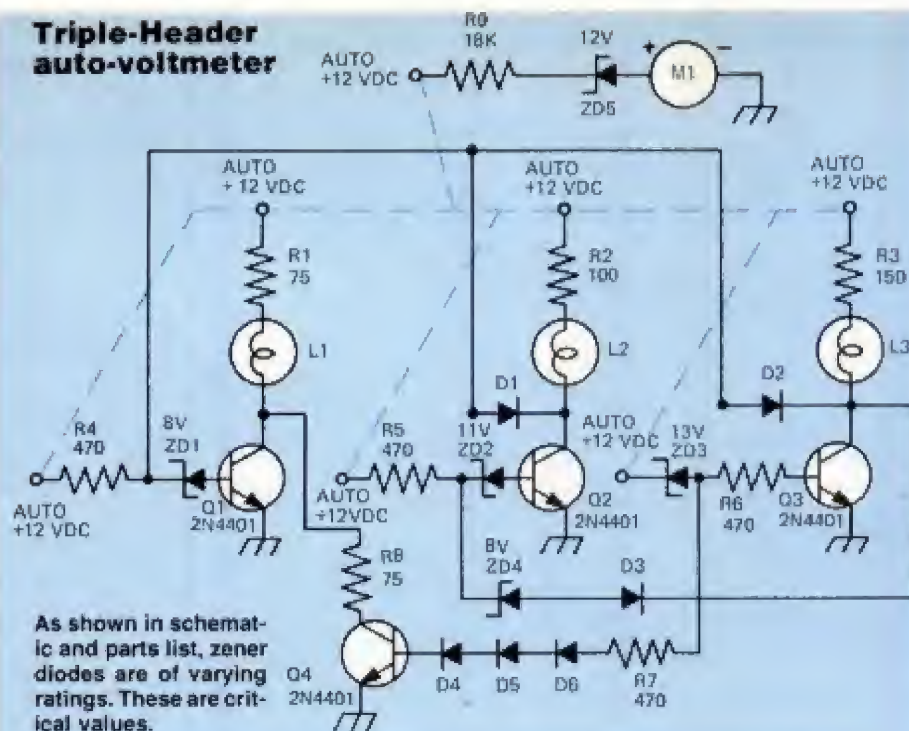 Triple-Header
auto-voltmeter
R9
18K
12V
AUTO
+12 VDC
ZD5
+
M1
−
AUTO
+ 12 VDC
AUTO
+12 VDC
AUTO
+12 VDC
R1
75
R2
100
R3
150
L1
L2
L3
D1
D2
R4
470
8V
ZD1
R5
470
11V
ZD2
AUTO
+12 VDC
13V
ZD3
AUTO
+12 VDC
Q1
2N4401
AUTO
+12VDC
Q2
2N4401
R6
470
Q3
2N4401
R8
75
8V
ZD4
D3
As shown in schemat-
ic and parts list, zener
diodes are of varying
ratings. These are crit-
ical values.
Q4
2N4401
D4
D5
D6
R7
470